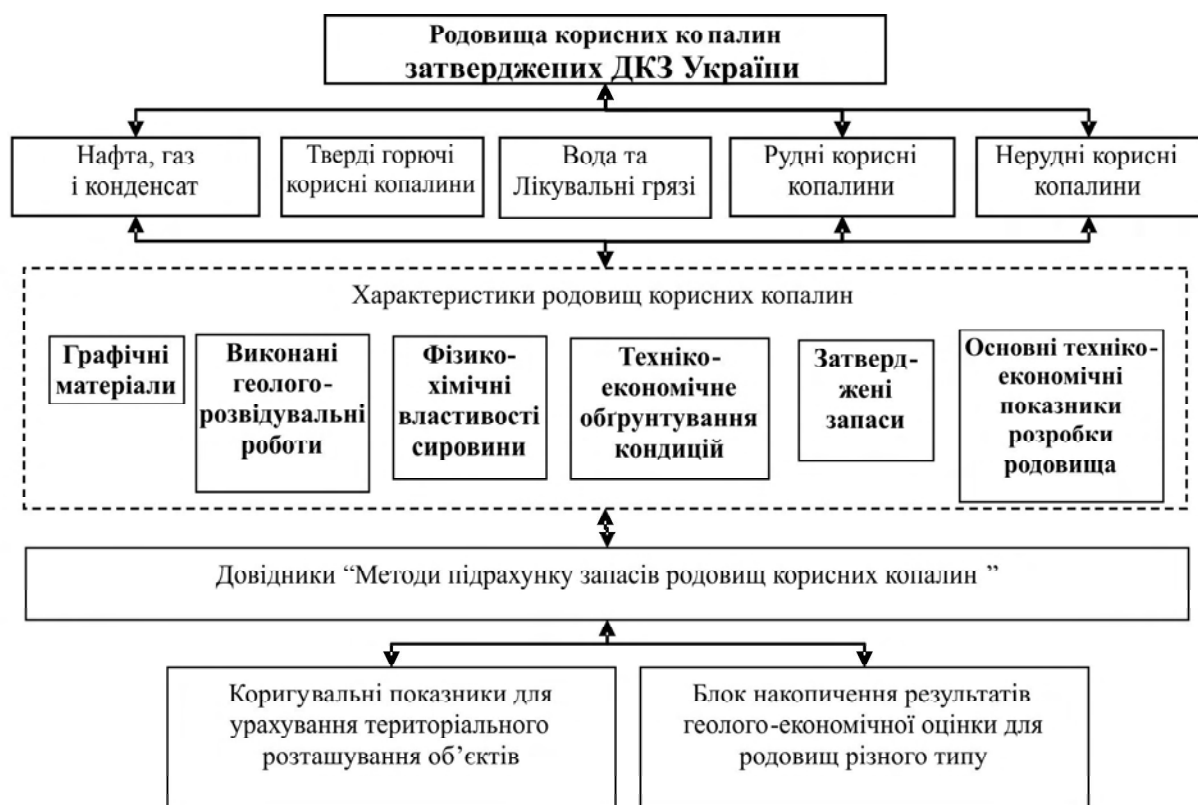 Родовища корисних копалин
затверджених ДКЗ України
Нафта, газ
і конденсат
Тверді горючі
корисні копалини
Вода та
Лікувальні грязі
Рудні корисні
копалини
Нерудні корисні
копалини
Характеристики родовищ корисних копалин
Графічні
матеріали
Виконані
геолого-
розвідувальні
роботи
Фізико-
хімічні
властивості
сировини
Техніко-
економічне
обґрунтування
кондицій
Затверд-
жені
запаси
Основні техніко-
економічні
показники
розробки
родовища
Довідники “Методи підрахунку запасів родовищ корисних копалин ”
Коригувальні показники для
урахування територіального
розташування об’єктів
Блок накопичення результатів
геолого-економічної оцінки для
родовищ різного типу